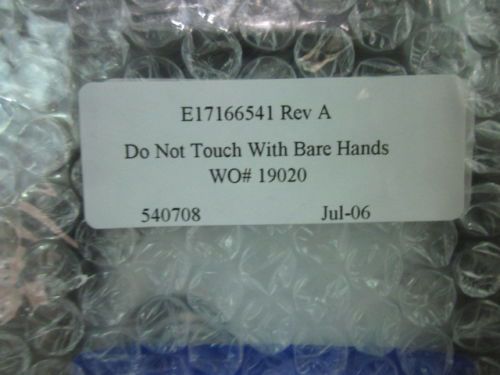 E17166541 Rev A
Do Not Touch With Bare Hands
WO# 19020
540708 Jul-06